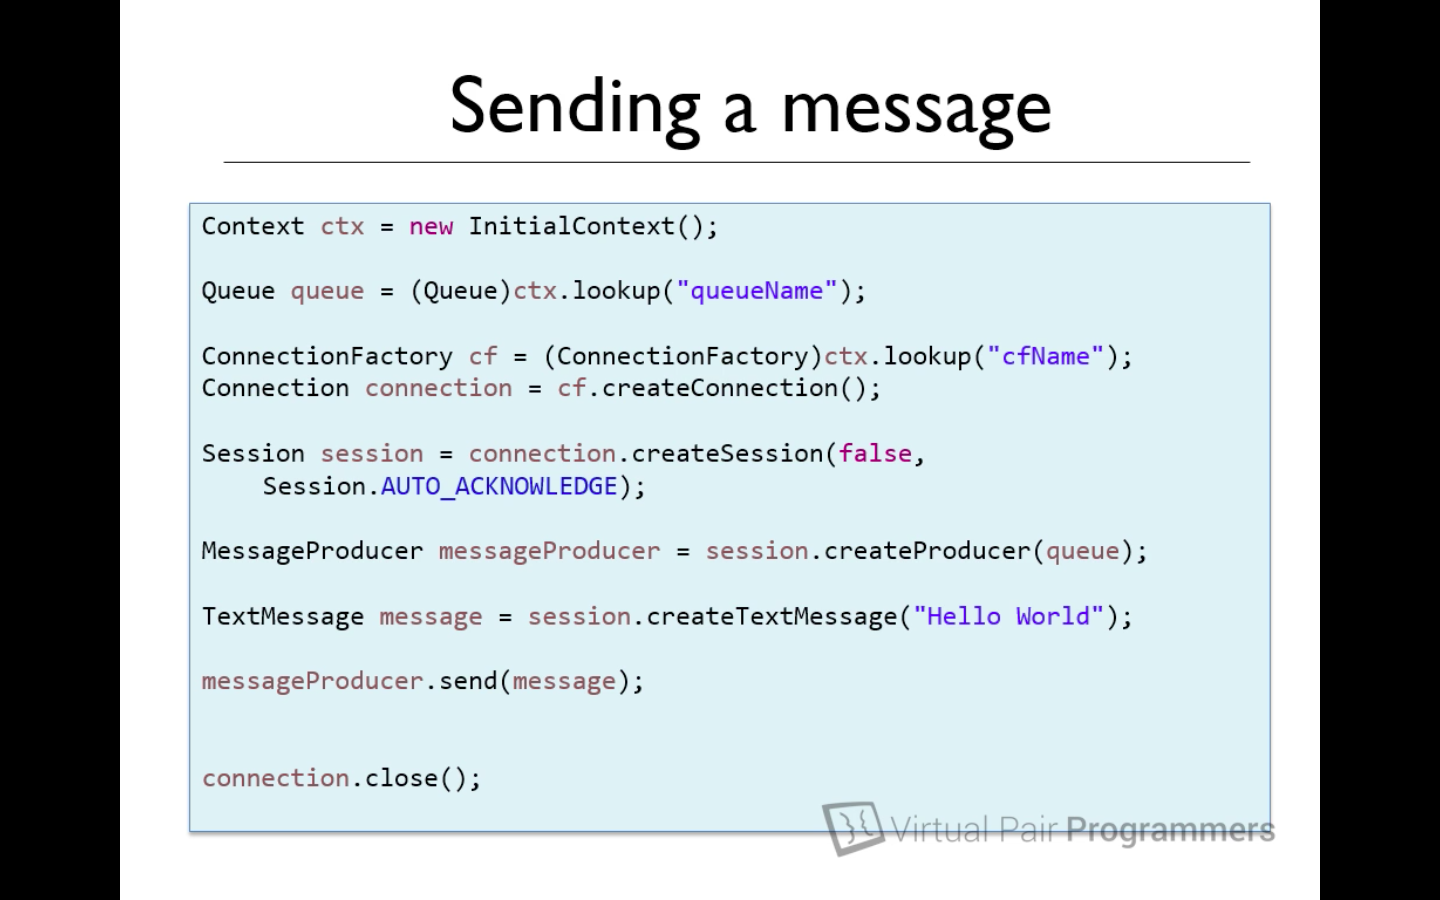 Sending a message
Context ctx = new InitialContext();
Queue queue = (Queue)ctx.lookup("queueName");
ConnectionFactory cf = (ConnectionFactory)ctx.lookup("cfName");
Connection connection = cf.createConnection();
Session session = connection.createSession(false,
Session.AUTO_ACKNOWLEDGE);
MessageProducer messageProducer = session.createProducer(queue);
TextMessage message = session.createTextMessage("Hello World");
messageProducer.send(message);
connection.close();
Virtual Pair Programmers